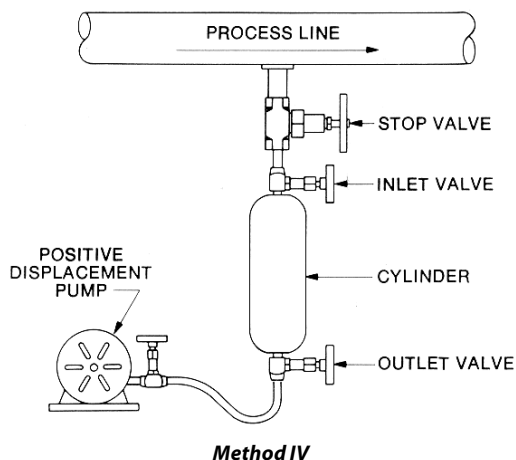 PROCESS LINE
STOP VALVE
INLET VALVE
POSITIVE
DISPLACEMENT
PUMP
CYLINDER
OUTLET VALVE
Method IV